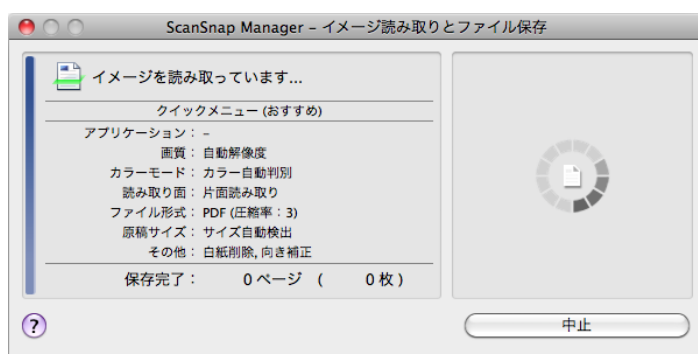 ScanSnap Manager – イメージ読み取りとファイル保存
イメージを読み取っています...
クイックメニュー (おすすめ)
アプリケーション： –
画質： 自動解像度
カラーモード： カラー自動判別
読み取り面： 片面読み取り
ファイル形式： PDF (圧縮率：3)
原稿サイズ： サイズ自動検出
その他： 白紙削除, 向き補正
保存完了： 0 ページ ( 0 枚 )
?
中止